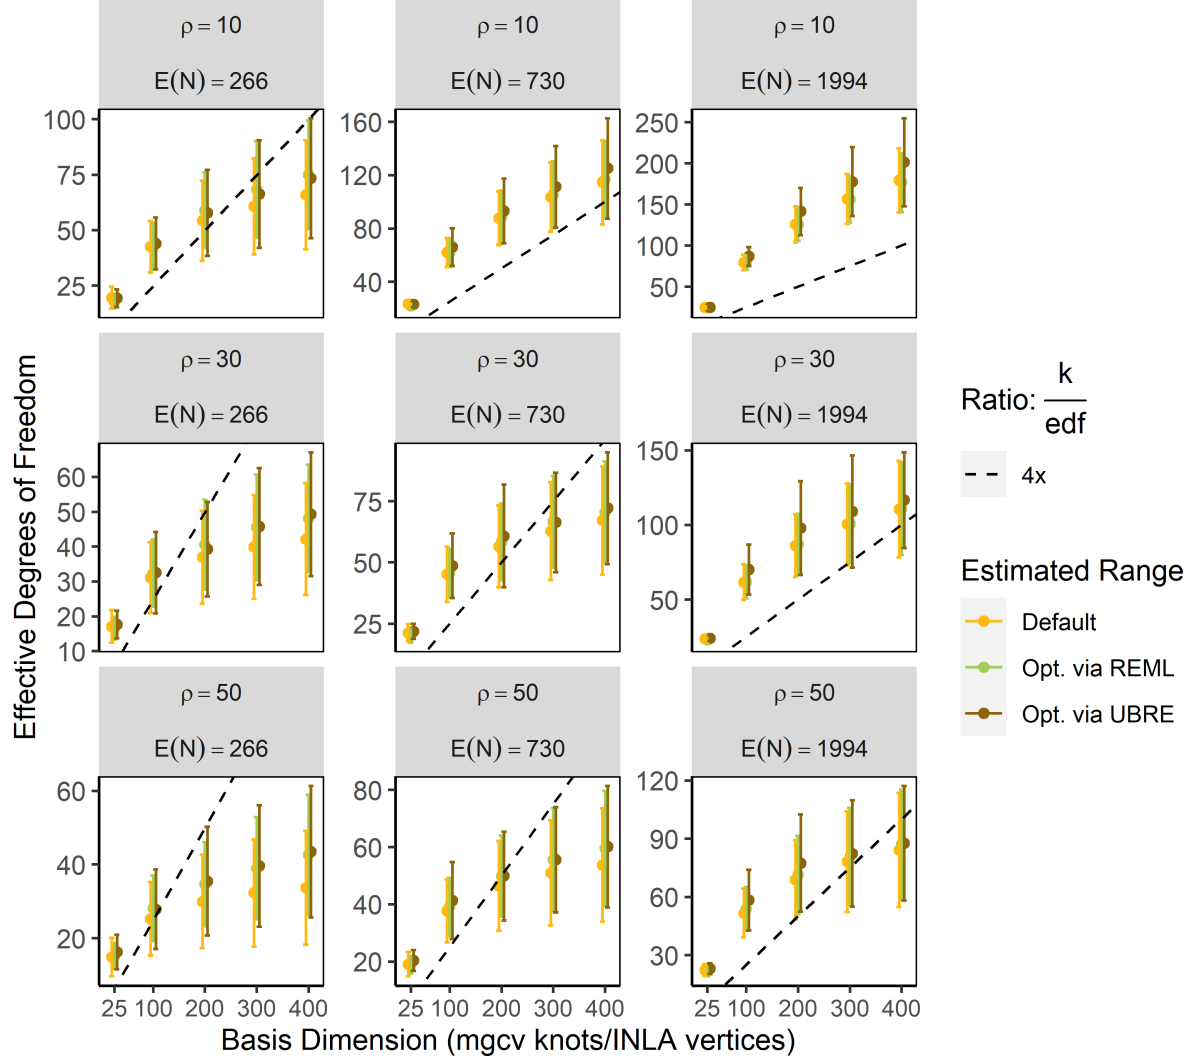 ρ = 10
E(N) = 266
ρ = 10
E(N) = 730
ρ = 10
E(N) = 1994
100
75
50
25
160
120
80
40
250
200
150
100
50
ρ = 30
E(N) = 266
ρ = 30
E(N) = 730
ρ = 30
E(N) = 1994
60
50
40
30
20
10
75
50
25
150
100
50
ρ = 50
E(N) = 266
ρ = 50
E(N) = 730
ρ = 50
E(N) = 1994
60
40
20
80
60
40
20
120
90
60
30
25 100 200 300 400
25 100 200 300 400
25 100 200 300 400
Effective Degrees of Freedom
Basis Dimension (mgcv knots/INLA vertices)
Ratio: k
edf
4x
Estimated Range
Default
Opt. via REML
Opt. via UBRE